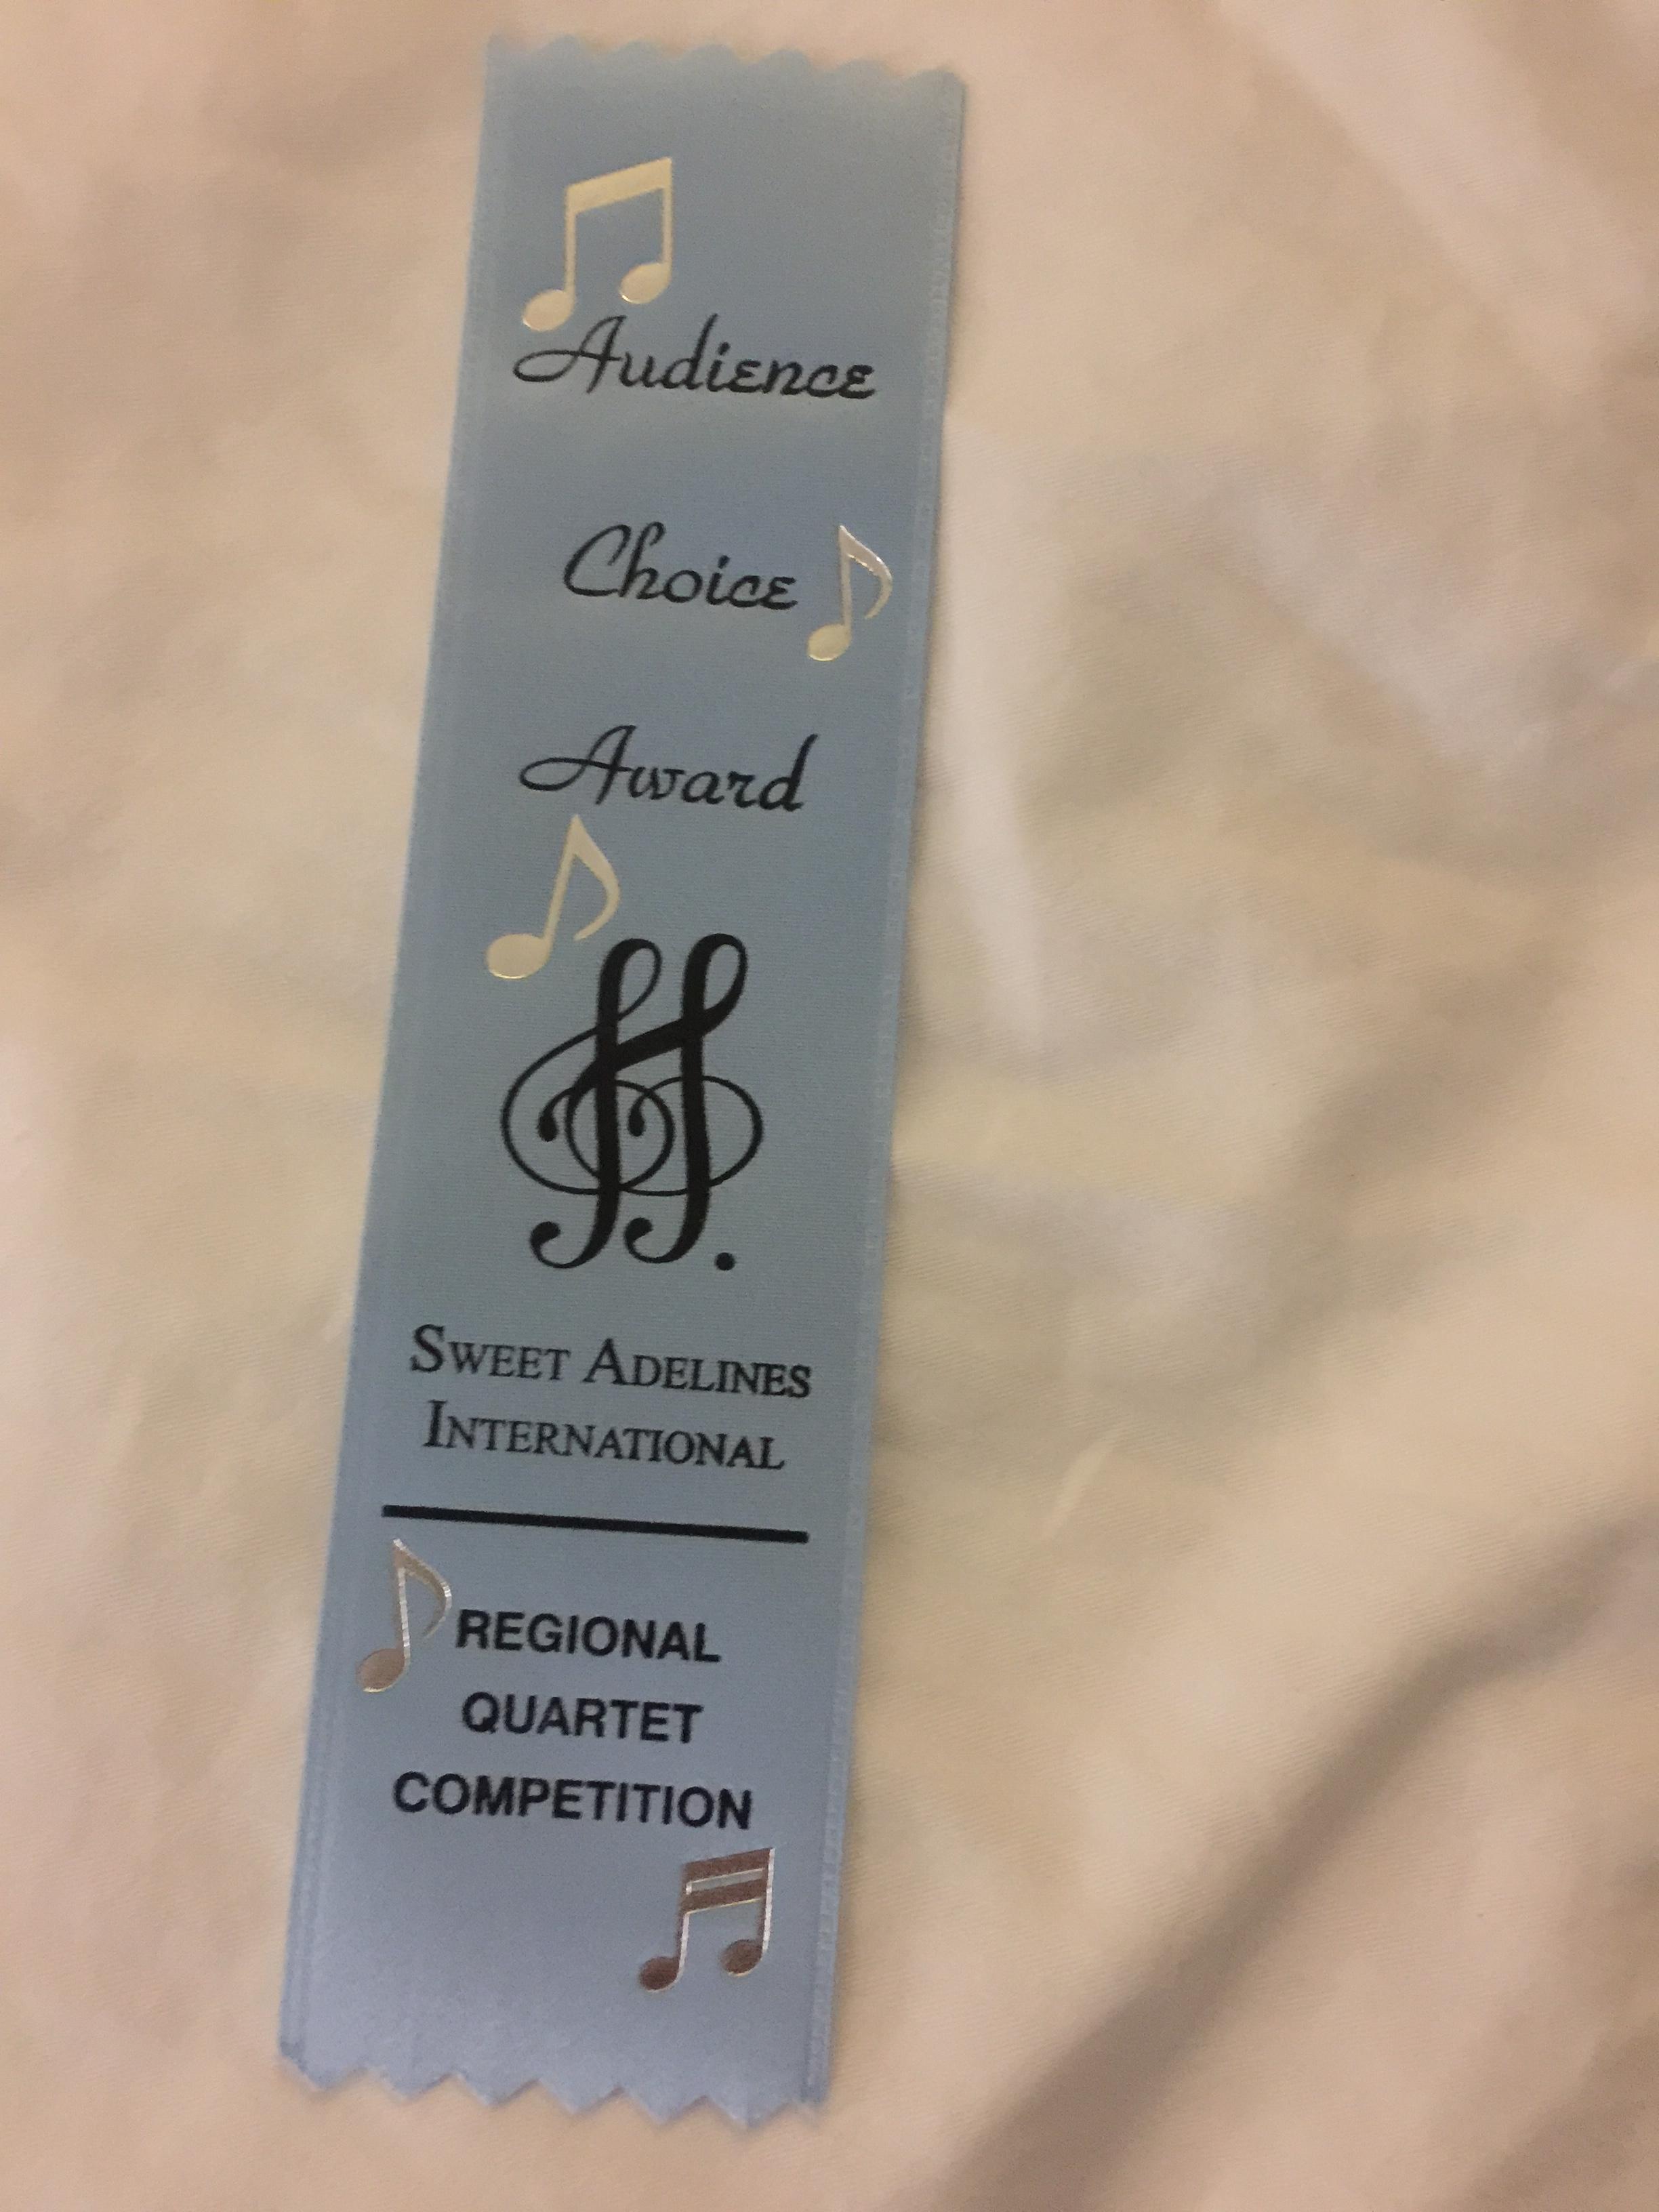 Audience
Choice
Award
SWEET ADELINES
INTERNATIONAL
REGIONAL
QUARTET
COMPETITION